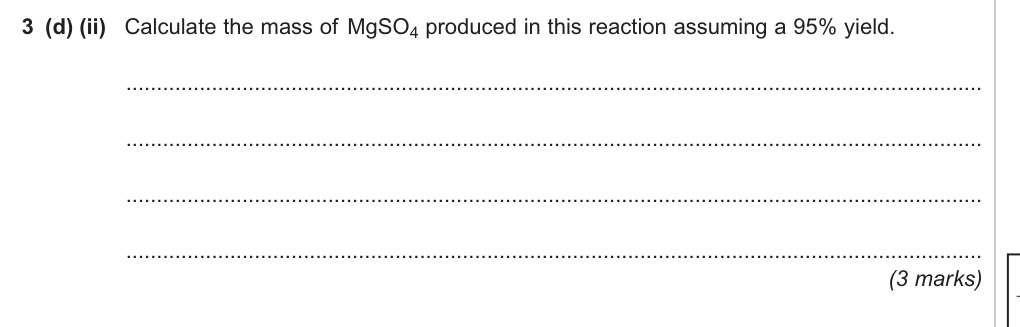 3 (d) (ii) Calculate the mass of MgSO₄ produced in this reaction assuming a 95% yield.
(3 marks)